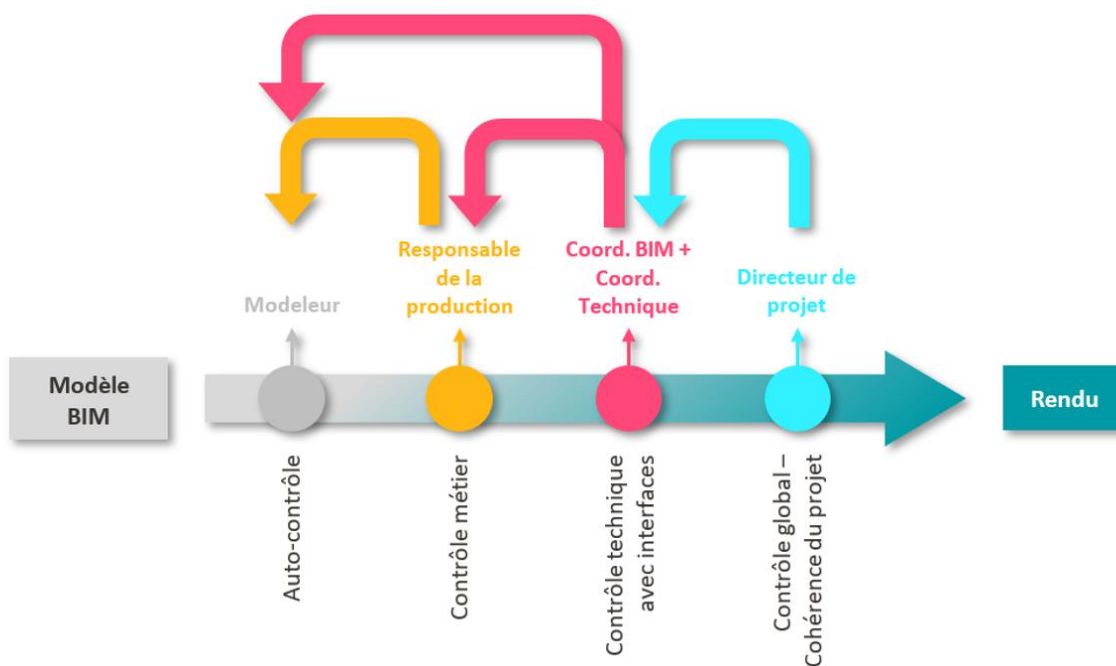 Responsable
de la
production
Coord. BIM +
Coord.
Technique
Directeur de
projet
Modeleur
Modèle
BIM
Rendu
Auto-contrôle
Contrôle métier
Contrôle technique
avec interfaces
Contrôle global –
Cohérence du projet